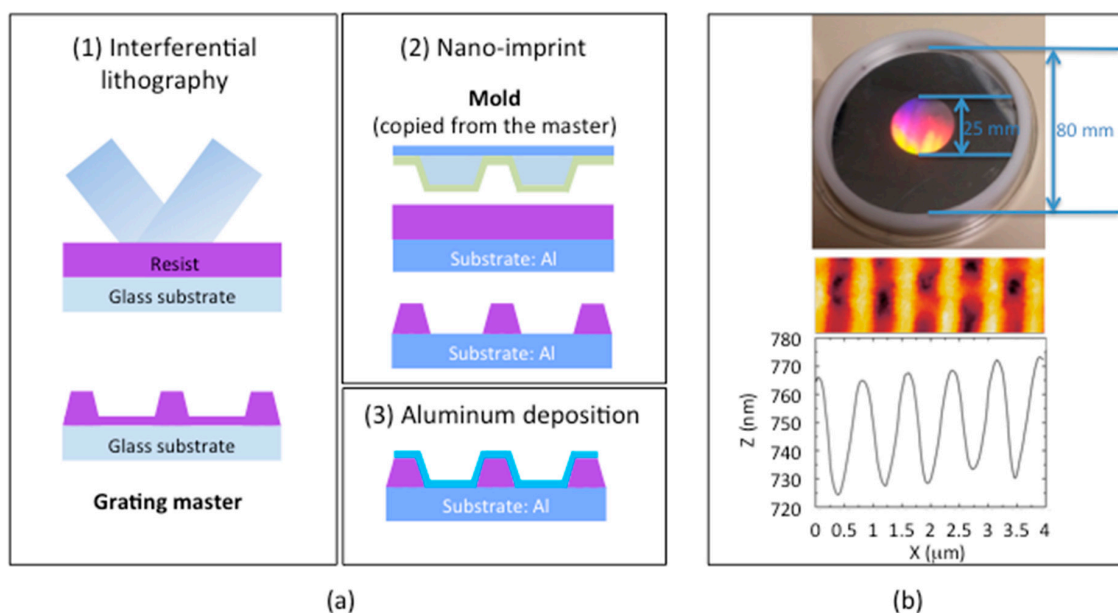 (1) Interferential
lithography
Resist
Glass substrate
Glass substrate
Grating master
(2) Nano-imprint
Mold
(copied from the master)
Substrate: Al
Substrate: Al
(3) Aluminum deposition
Substrate: Al
(a)
25 mm
80 mm
780
770
760
750
740
730
720
Z (nm)
0 0.5 1 1.5 2 2.5 3 3.5 4
X (μm)
(b)